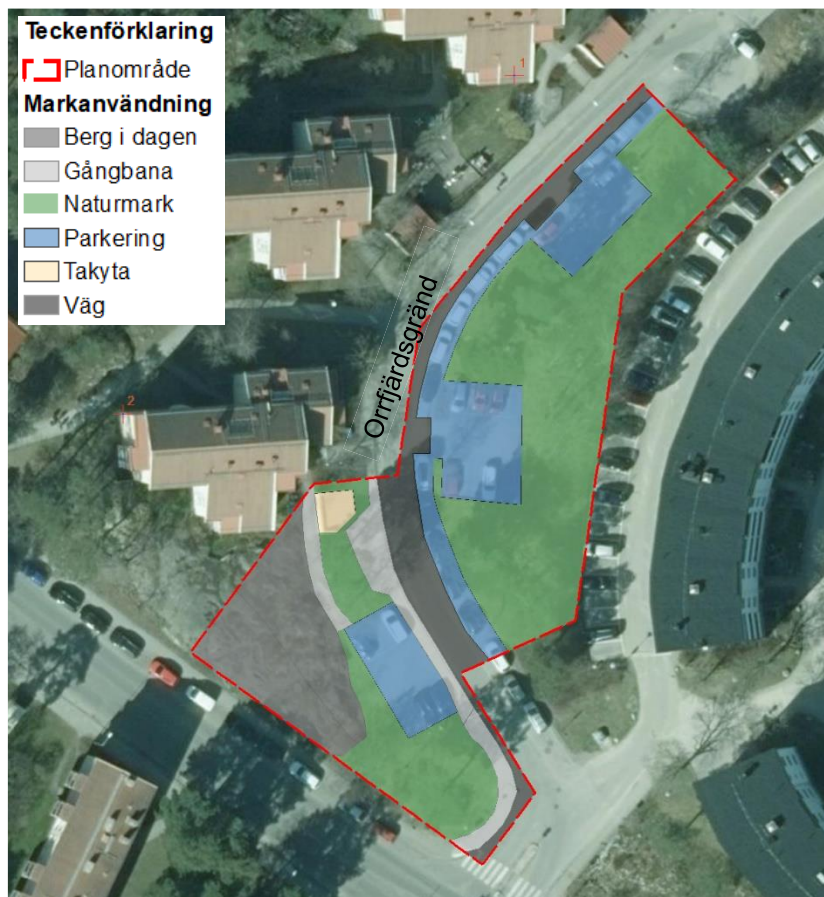 Teckenförklaring
Planområde
Markanvändning
Berg i dagen
Gångbana
Naturmark
Parkering
Takyta
Väg
1
2
Orrfjärdsgränd